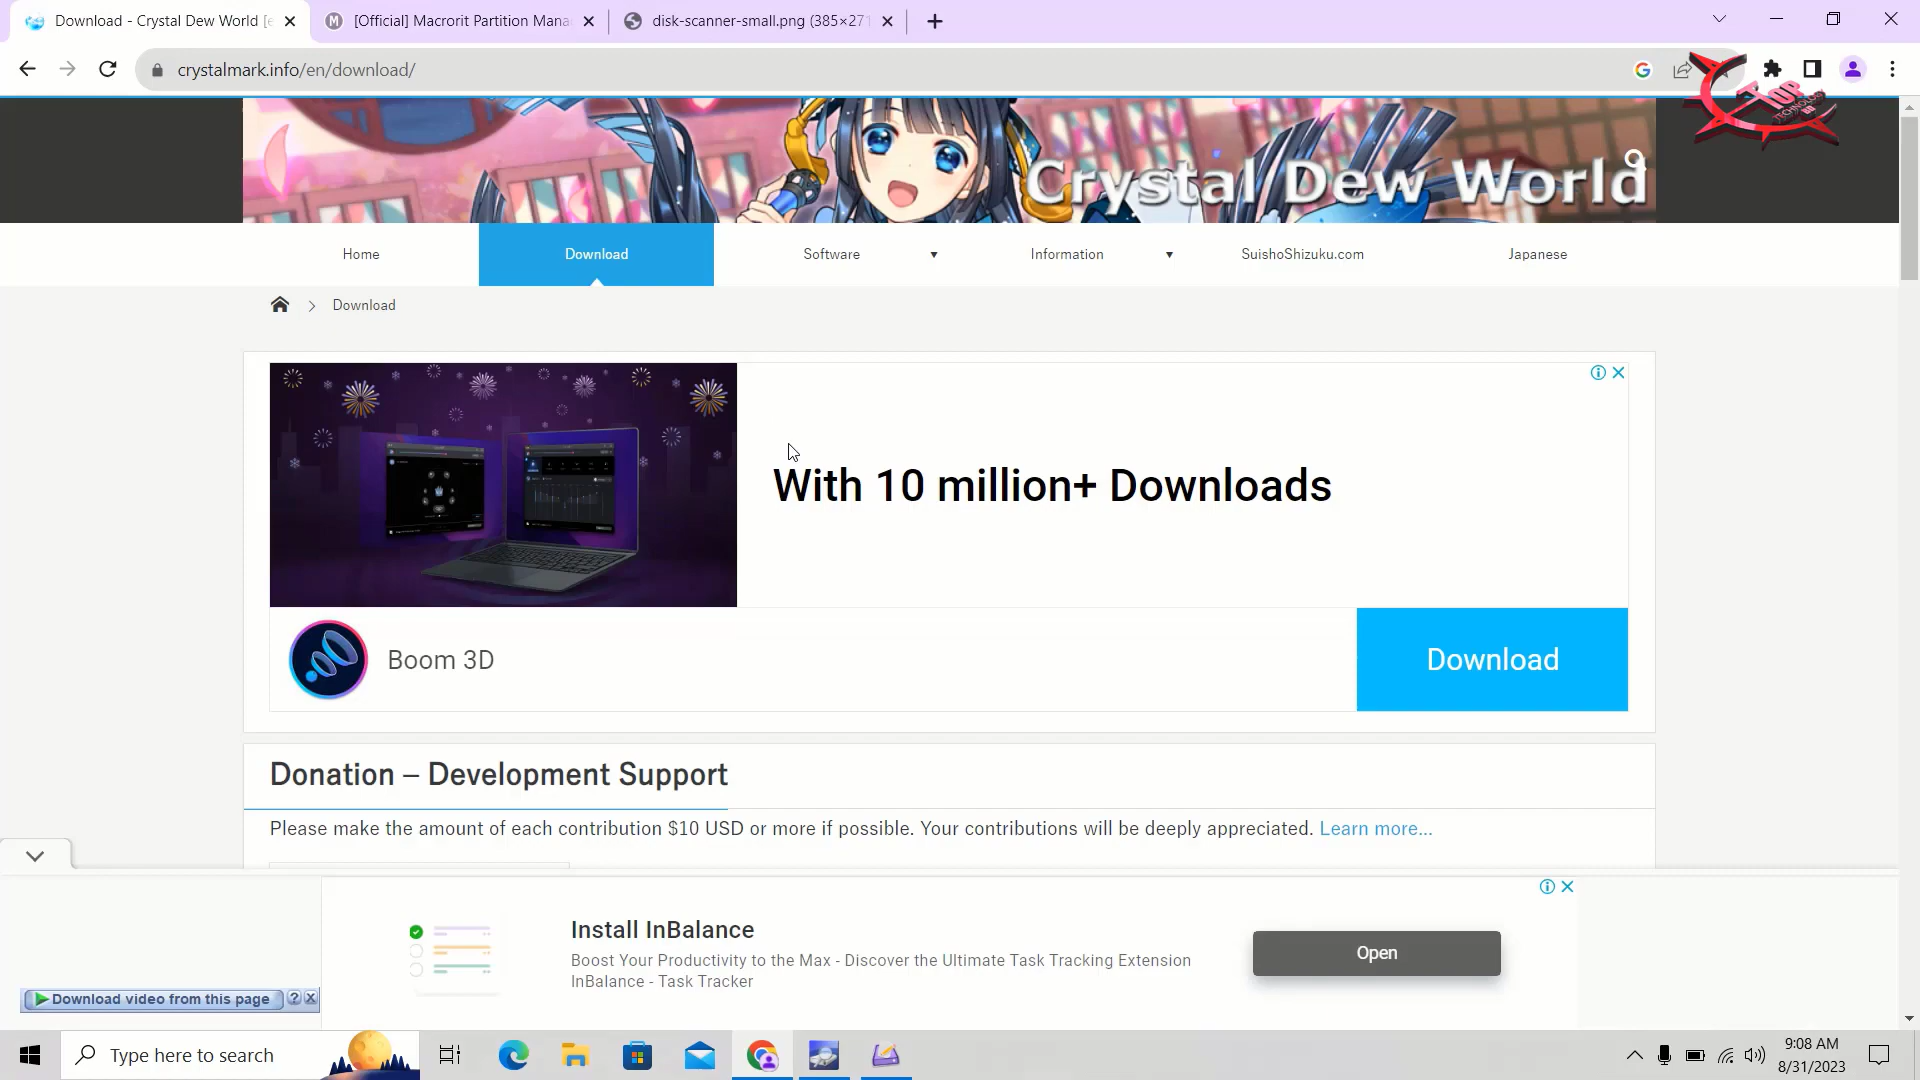 Download - Crystal Dew World [e
[Official] Macrorit Partition Mana
disk-scanner-small.png (385×271
crystalmark.info/en/download/
TOP
TECHNOLOGY
Crystal Dew World
Home
Download
Software
Information
SuishoShizuku.com
Japanese
Download
With 10 million+ Downloads
Boom 3D
Download
Donation – Development Support
Please make the amount of each contribution $10 USD or more if possible. Your contributions will be deeply appreciated. Learn more...
Install InBalance
Boost Your Productivity to the Max - Discover the Ultimate Task Tracking Extension
InBalance - Task Tracker
Open
Download video from this page
Type here to search
9:08 AM
8/31/2023